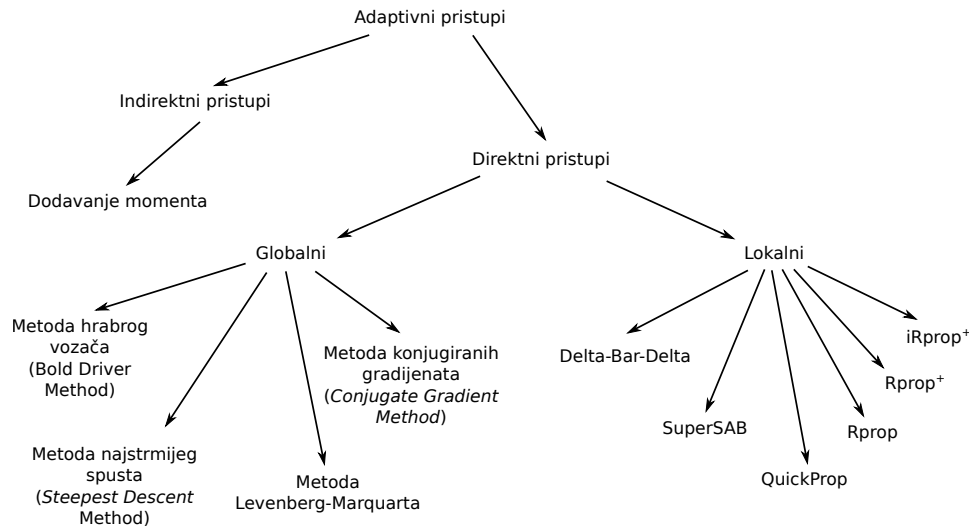 Adaptivni pristupi
Indirektni pristupi
Direktni pristupi
Dodavanje momenta
Globalni
Lokalni
Metoda hrabrog
vozača
(Bold Driver
Method)
Metoda konjugiranih
gradijenata
(Conjugate Gradient
Method)
Metoda najstrmijeg
spusta
(Steepest Descent
Method)
Metoda
Levenberg-Marquarta
Delta-Bar-Delta
SuperSAB
QuickProp
Rprop
Rprop⁺
iRprop⁺